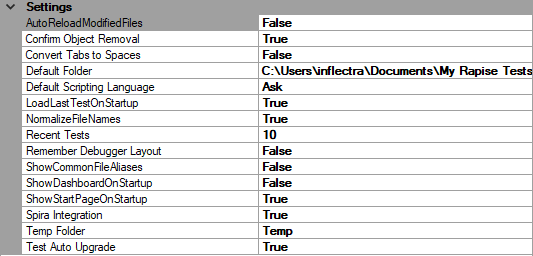 Settings
AutoReloadModifiedFiles False
Confirm Object Removal True
Convert Tabs to Spaces False
Default Folder C:\Users\inflectra\Documents\My Rapise Tests
Default Scripting Language Ask
LoadLastTestOnStartup True
NormalizeFileNames True
Recent Tests 10
Remember Debugger Layout False
ShowCommonFileAliases False
ShowDashboardOnStartup False
ShowStartPageOnStartup True
Spira Integration True
Temp Folder Temp
Test Auto Upgrade True